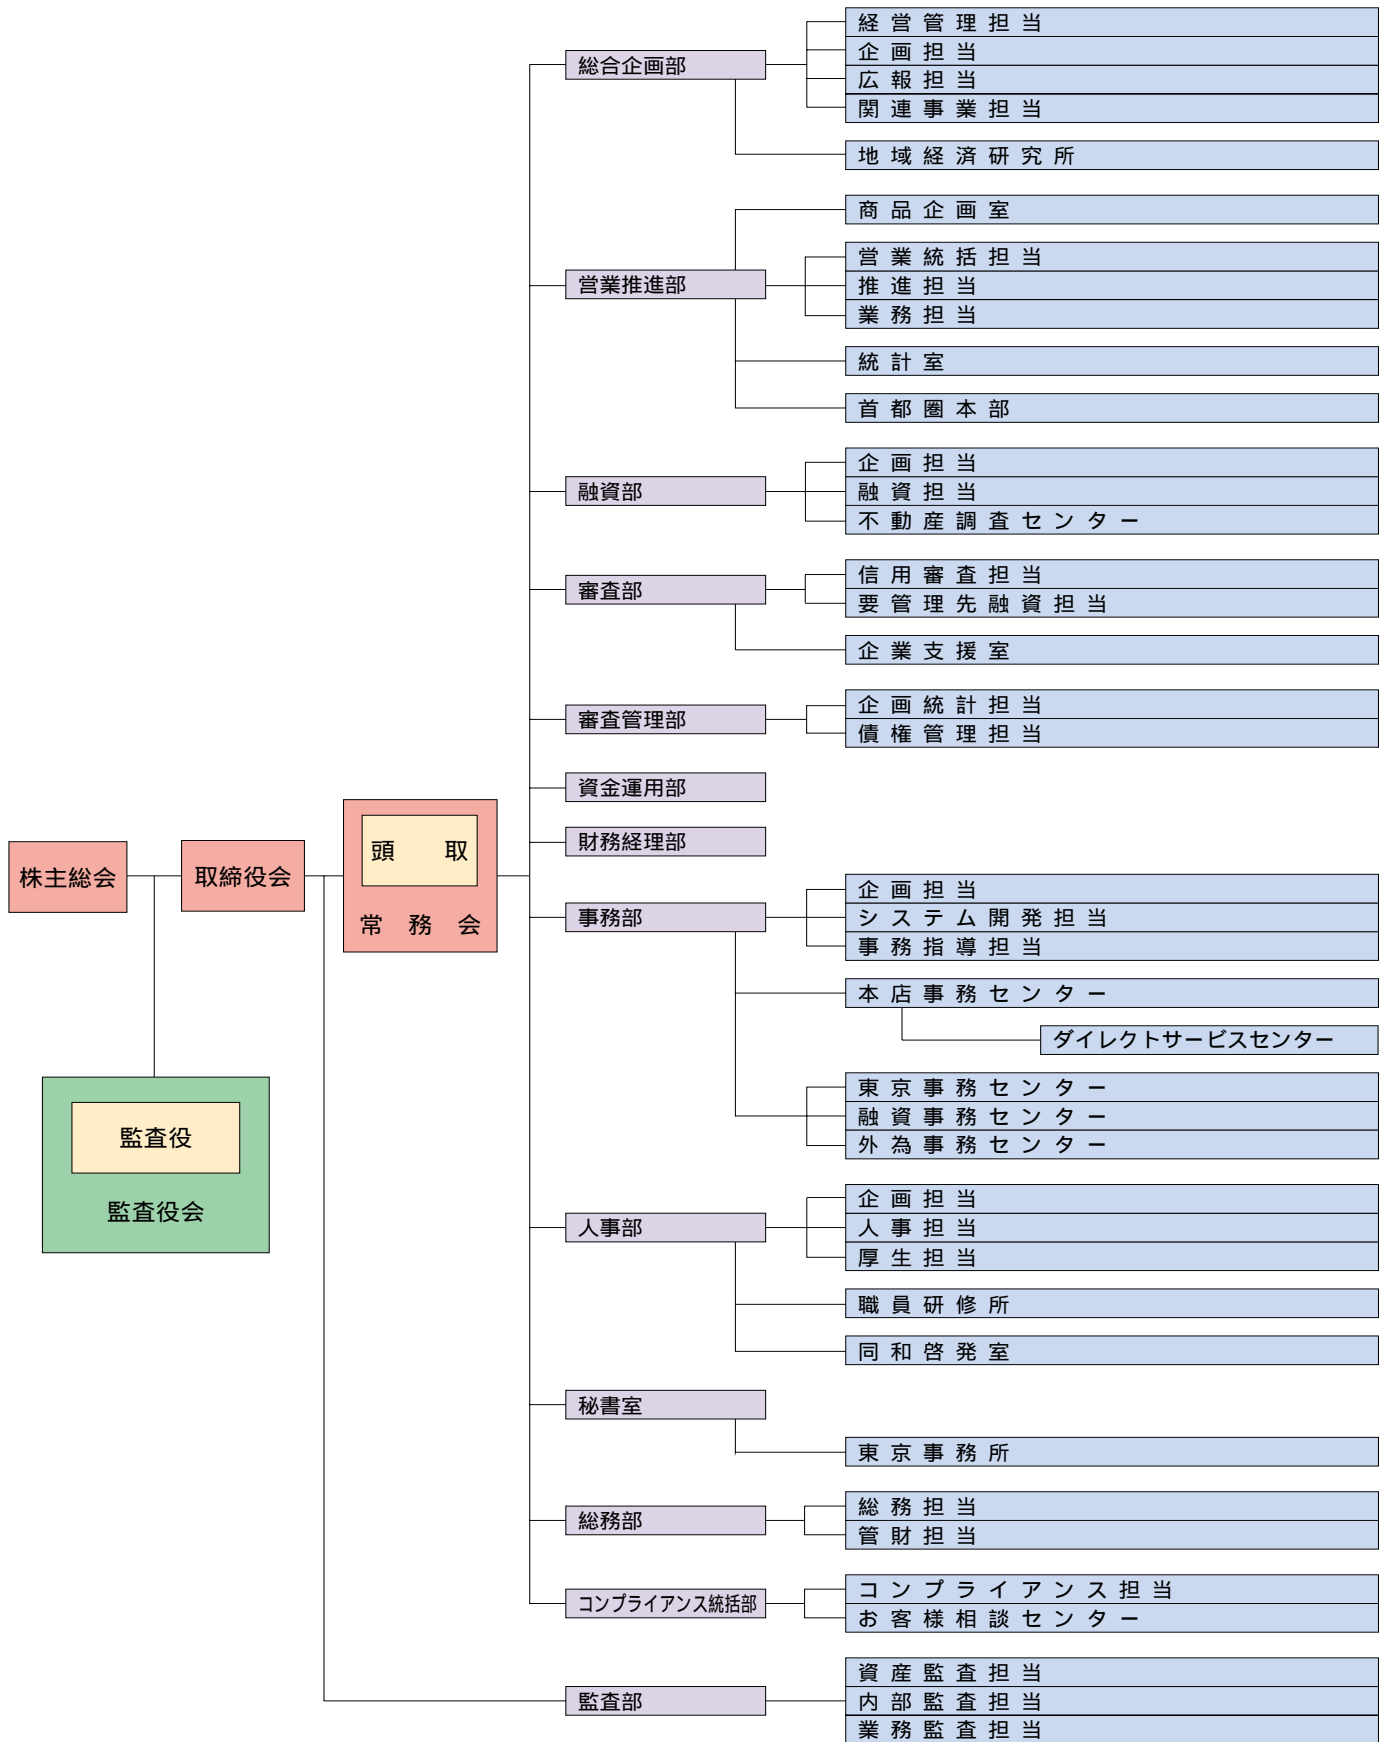 株主総会
取締役会
頭 取
常 務 会
監査役
監査役会
総合企画部
経営管理担当
企画担当
広報担当
関連事業担当
地域経済研究所
営業推進部
商品企画室
営業統括担当
推進担当
業務担当
統計室
首都圏本部
融資部
企画担当
融資担当
不動産調査センター
審査部
信用審査担当
要管理先融資担当
企業支援室
審査管理部
企画統計担当
債権管理担当
資金運用部
財務経理部
事務部
企画担当
システム開発担当
事務指導担当
本店事務センター
ダイレクトサービスセンター
東京事務センター
融資事務センター
外為事務センター
人事部
企画担当
人事担当
厚生担当
職員研修所
同和啓発室
秘書室
東京事務所
総務部
総務担当
管財担当
コンプライアンス統括部
コンプライアンス担当
お客様相談センター
監査部
資産監査担当
内部監査担当
業務監査担当